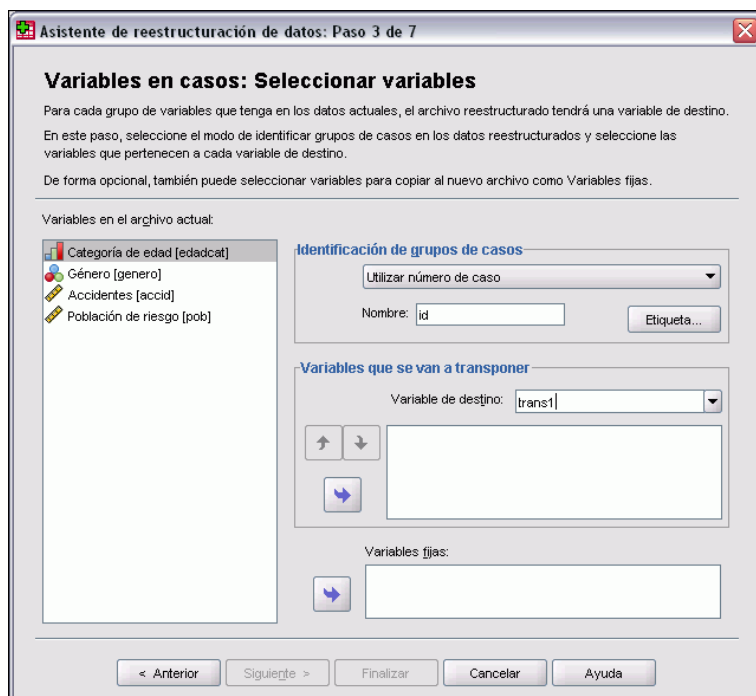 Asistente de reestructuración de datos: Paso 3 de 7
Variables en casos: Seleccionar variables
Para cada grupo de variables que tenga en los datos actuales, el archivo reestructurado tendrá una variable de destino.
En este paso, seleccione el modo de identificar grupos de casos en los datos reestructurados y seleccione las
variables que pertenecen a cada variable de destino.
De forma opcional, también puede seleccionar variables para copiar al nuevo archivo como Variables fijas.
Variables en el archivo actual:
Categoría de edad [edadcat]
Género [genero]
Accidentes [accid]
Población de riesgo [pob]
Identificación de grupos de casos
Utilizar número de caso
Nombre: id
Etiqueta...
Variables que se van a transponer
Variable de destino: trans1
Variables fijas:
< Anterior
Siguiente >
Finalizar
Cancelar
Ayuda